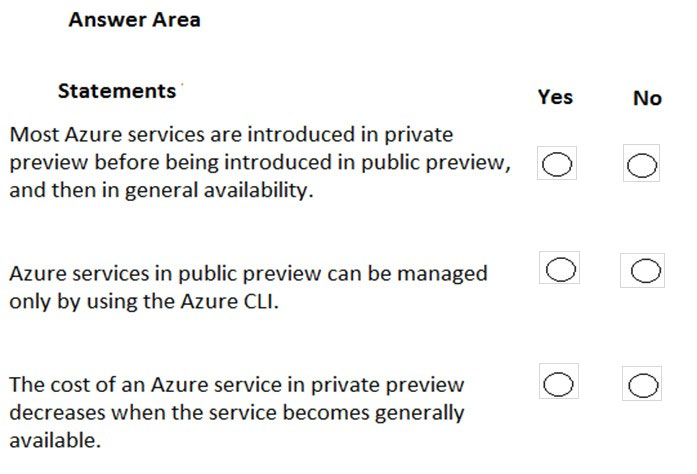 Answer Area
Statements
Yes
No
Most Azure services are introduced in private
preview before being introduced in public preview,
and then in general availability.
Azure services in public preview can be managed
only by using the Azure CLI.
The cost of an Azure service in private preview
decreases when the service becomes generally
available.